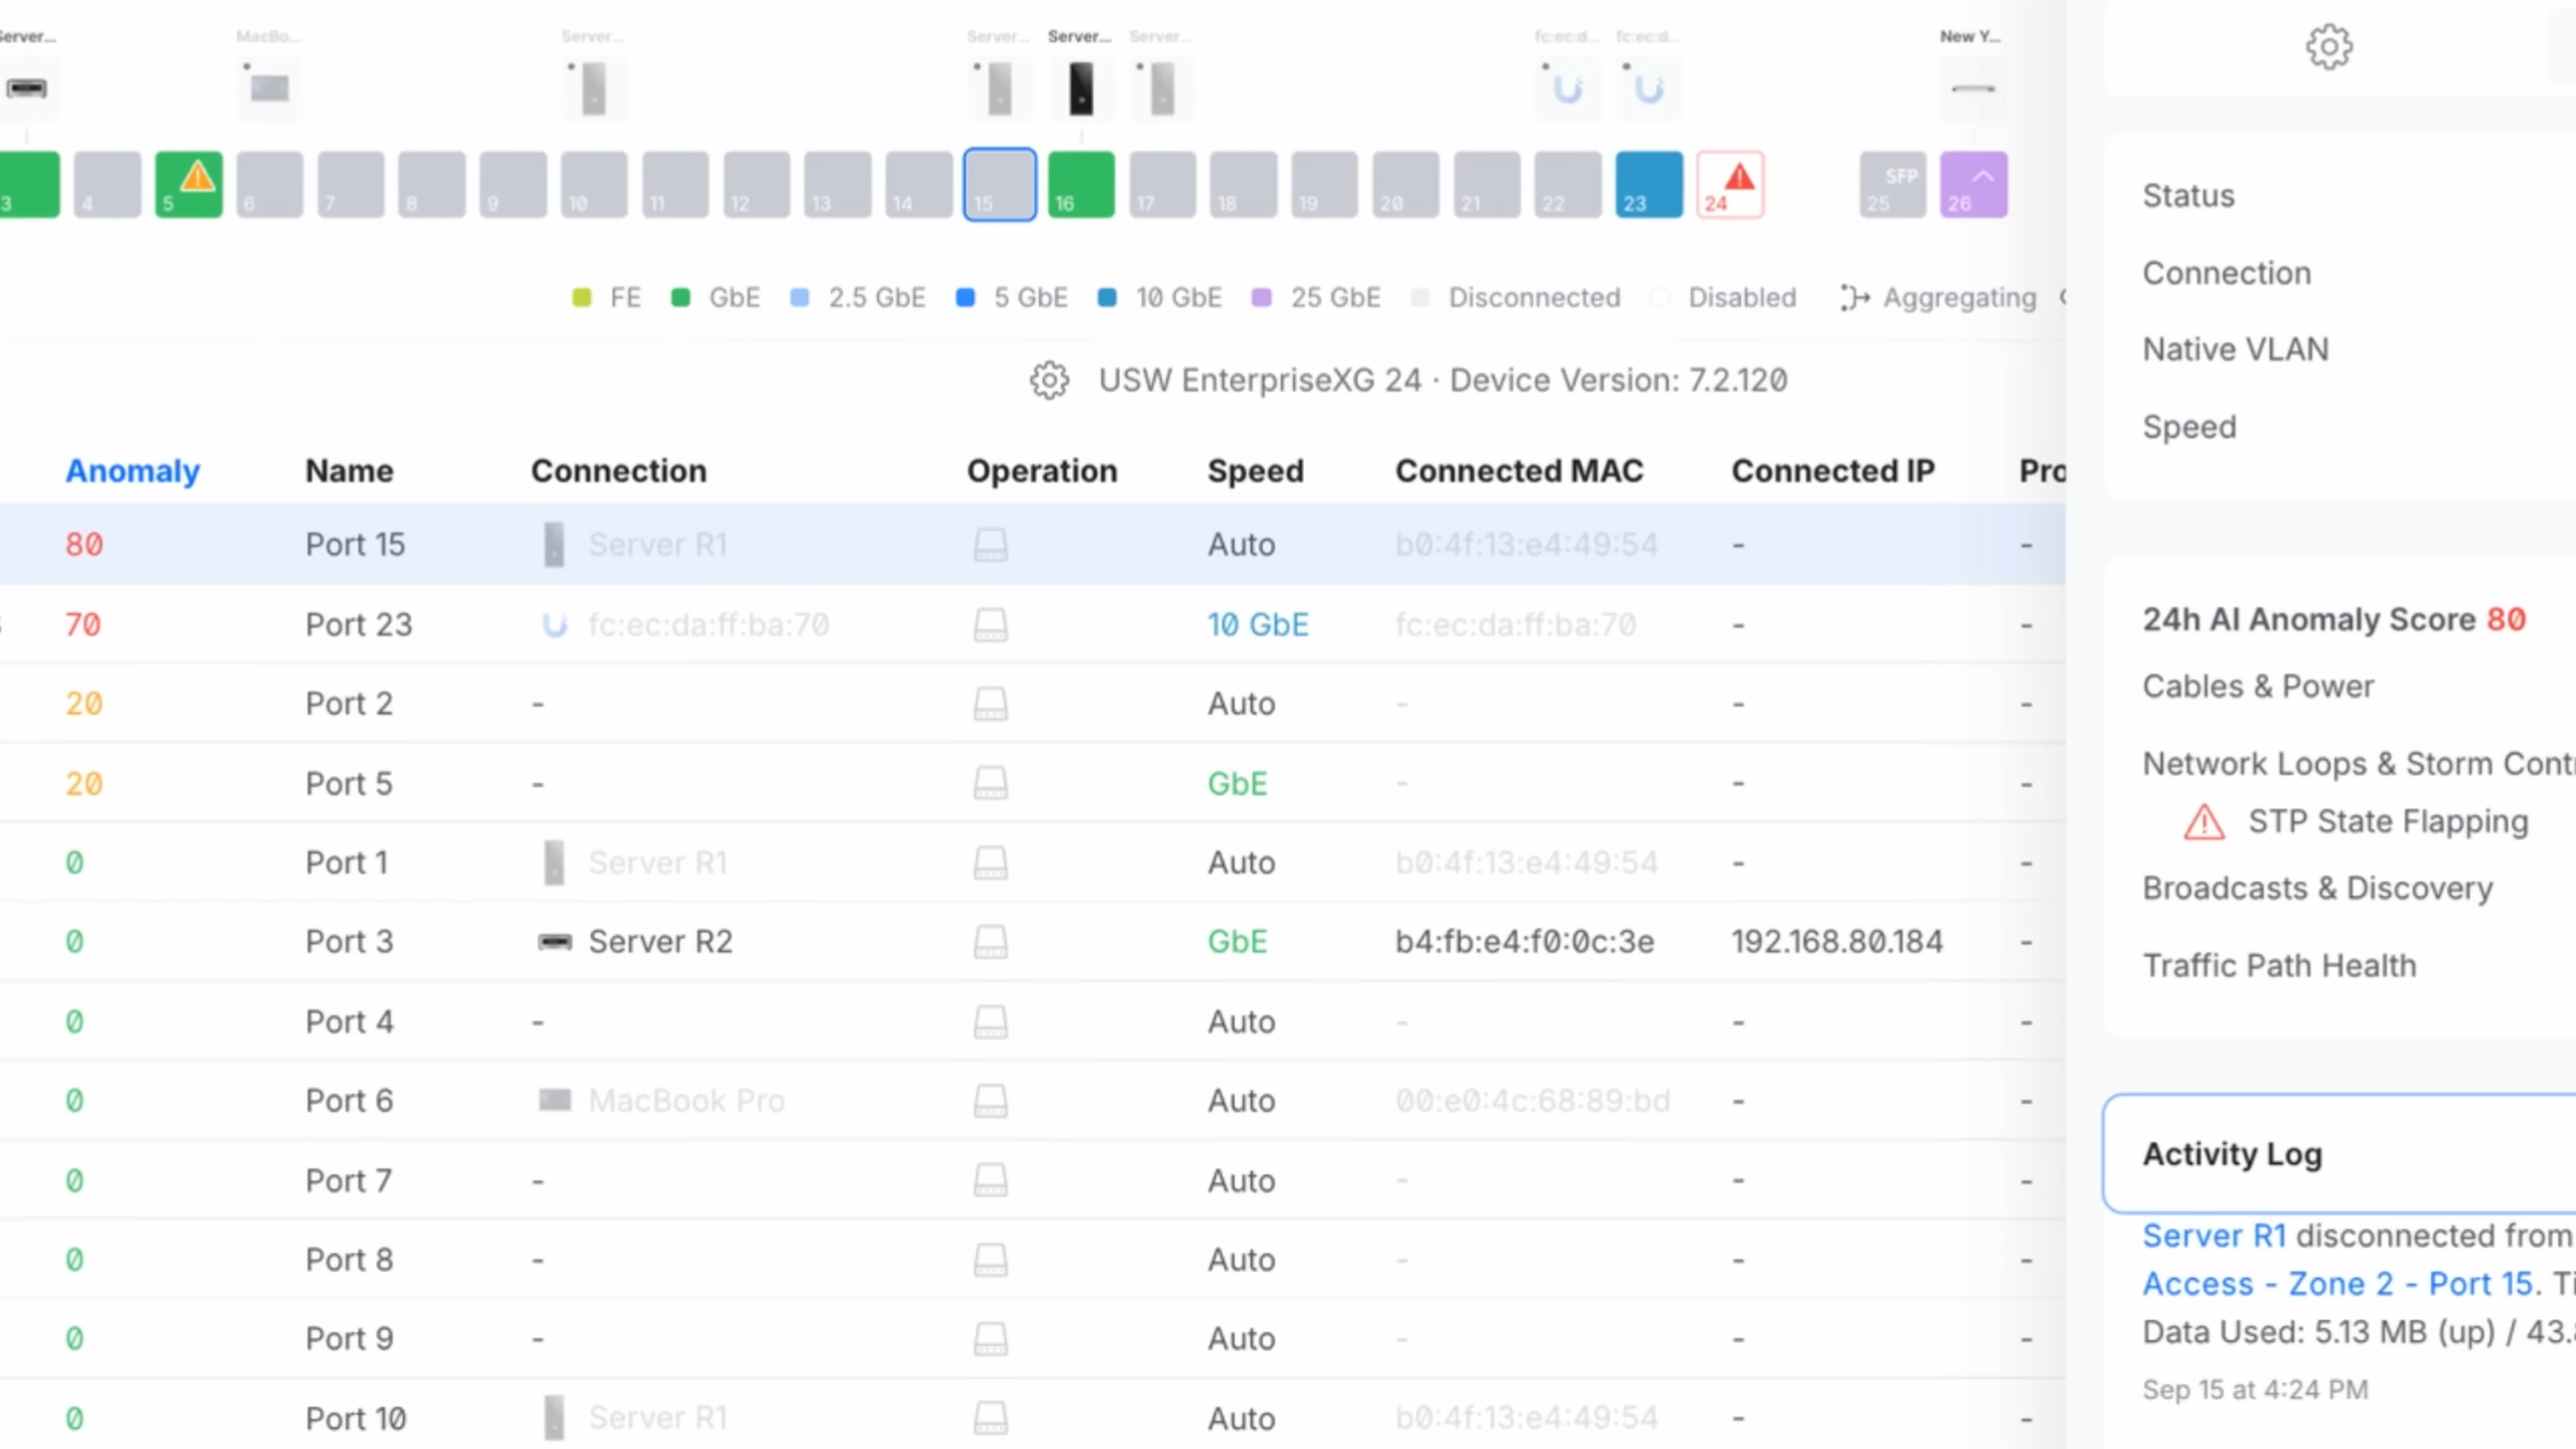 Server... MacBo... Server... Server... Server... Server... fc:ec:d... fc:ec:d... New Y...
3 4 5 6 7 8 9 10 11 12 13 14 15 16 17 18 19 20 21 22 23 24 SFP 25 26
FE GbE 2.5 GbE 5 GbE 10 GbE 25 GbE Disconnected Disabled Aggregating
USW EnterpriseXG 24 · Device Version: 7.2.120
Anomaly Name Connection Operation Speed Connected MAC Connected IP Pro
80 Port 15 Server R1 Auto b0:4f:13:e4:49:54 - -
70 Port 23 fc:ec:da:ff:ba:70 10 GbE fc:ec:da:ff:ba:70 - -
20 Port 2 - Auto - - -
20 Port 5 - GbE - - -
0 Port 1 Server R1 Auto b0:4f:13:e4:49:54 - -
0 Port 3 Server R2 GbE b4:fb:e4:f0:0c:3e 192.168.80.184 -
0 Port 4 - Auto - - -
0 Port 6 MacBook Pro Auto 00:e0:4c:68:89:bd - -
0 Port 7 - Auto - - -
0 Port 8 - Auto - - -
0 Port 9 - Auto - - -
0 Port 10 Server R1 Auto b0:4f:13:e4:49:54 - -
Status
Connection
Native VLAN
Speed
24h AI Anomaly Score 80
Cables & Power
Network Loops & Storm Cont
STP State Flapping
Broadcasts & Discovery
Traffic Path Health
Activity Log
Server R1 disconnected from
Access - Zone 2 - Port 15. Ti
Data Used: 5.13 MB (up) / 43.
Sep 15 at 4:24 PM